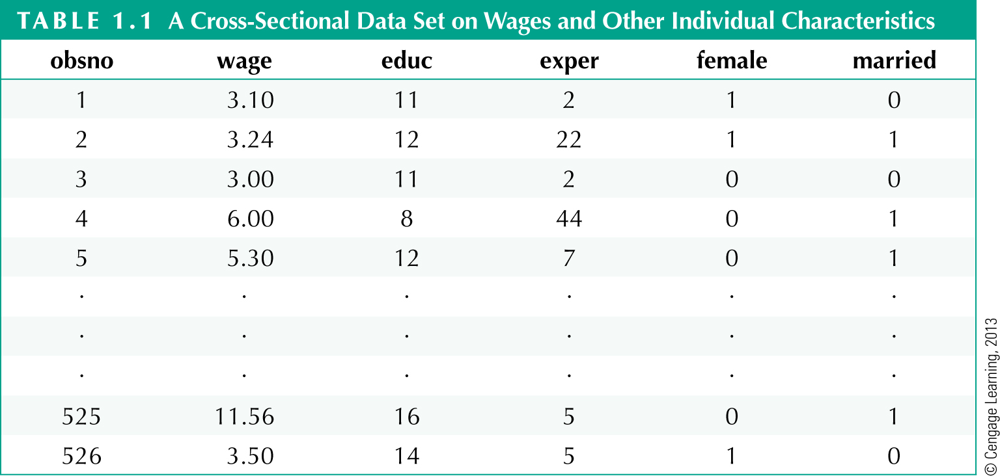 TABLE 1.1 A Cross-Sectional Data Set on Wages and Other Individual Characteristics
obsno wage educ exper female married
1 3.10 11 2 1 0
2 3.24 12 22 1 1
3 3.00 11 2 0 0
4 6.00 8 44 0 1
5 5.30 12 7 0 1
. . . . . .
. . . . . .
. . . . . .
525 11.56 16 5 0 1
526 3.50 14 5 1 0
© Cengage Learning, 2013